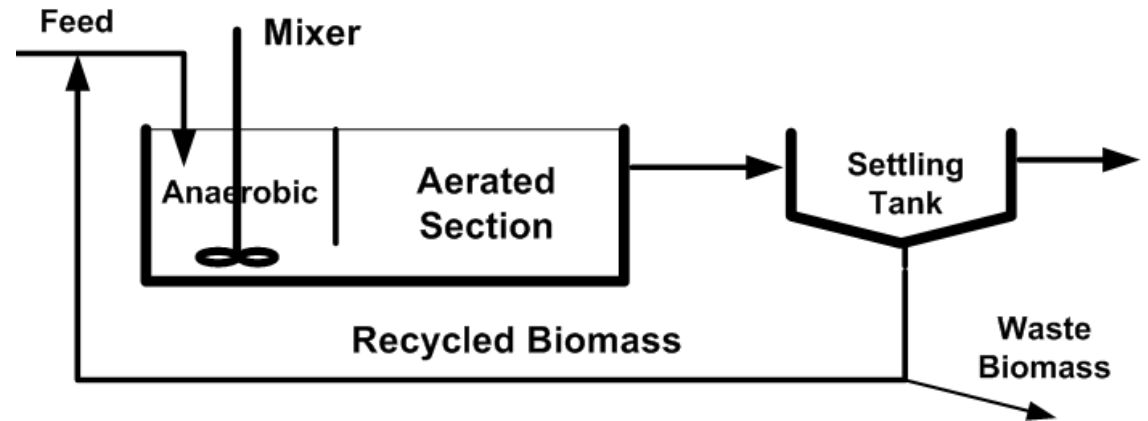 Feed
Mixer
Anaerobic
Aerated
Section
Settling
Tank
Recycled Biomass
Waste
Biomass